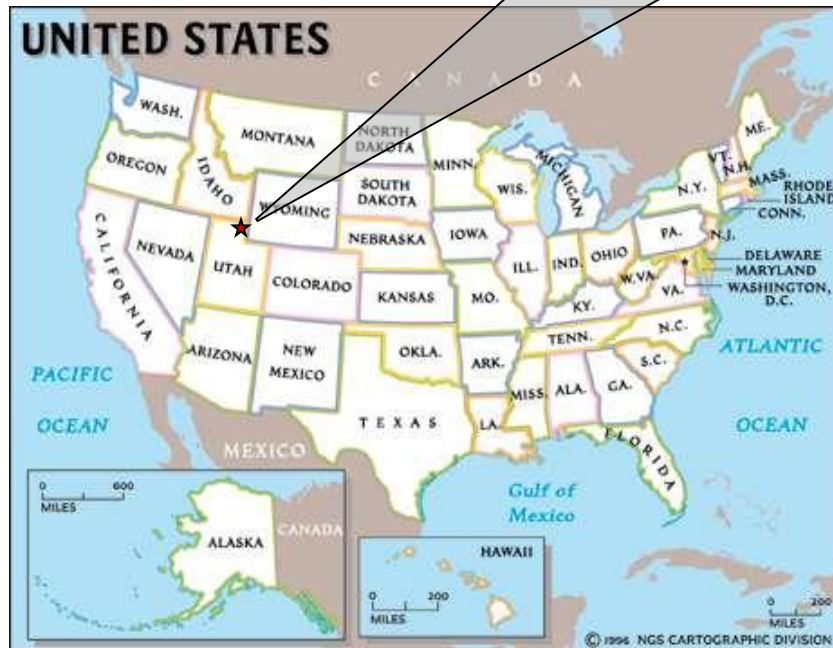 UNITED STATES
CANADA
WASH.
MONTANA
NORTH
DAKOTA
MINN.
MICHIGAN
ME.
VT.
N.H.
MASS.
OREGON
IDAHO
WYOMING
SOUTH
DAKOTA
WIS.
N.Y.
RHODE
ISLAND
CONN.
CALIFORNIA
NEVADA
UTAH
NEBRASKA
IOWA
ILL.
IND.
OHIO
PA.
N.J.
DELAWARE
MARYLAND
WASHINGTON,
D.C.
COLORADO
KANSAS
MO.
W.VA.
VA.
KY.
ARIZONA
NEW
MEXICO
OKLA.
ARK.
TENN.
N.C.
S.C.
ATLANTIC
OCEAN
PACIFIC
OCEAN
TEXAS
LA.
MISS.
ALA.
GA.
FLORIDA
MEXICO
Gulf of
Mexico
0 600
MILES
ALASKA
CANADA
HAWAII
0 200
MILES
0 200
MILES
© 1996 NGS CARTOGRAPHIC DIVISION